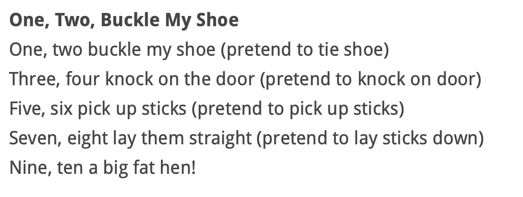 One, Two, Buckle My Shoe
One, two buckle my shoe (pretend to tie shoe)
Three, four knock on the door (pretend to knock on door)
Five, six pick up sticks (pretend to pick up sticks)
Seven, eight lay them straight (pretend to lay sticks down)
Nine, ten a big fat hen!